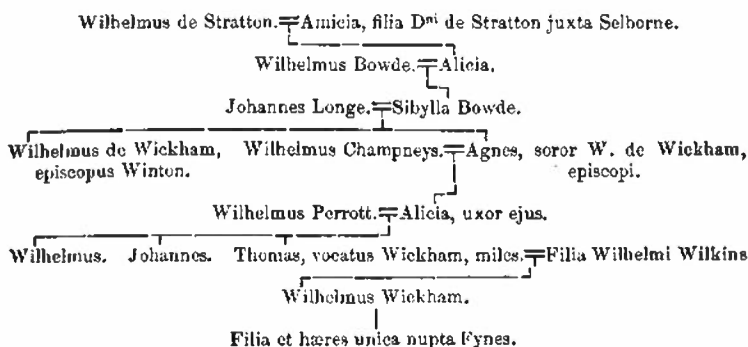 Wilhelmus de Stratton.=Amicia, filia Dni de Stratton juxta Selborne.
Wilhelmus Bowde.=Alicia.
Johannes Longe.=Sibylla Bowde.
Wilhelmus de Wickham, Wilhelmus Champneys.=Agnes, soror W. de Wickham,
episcopus Winton. episcopi.
Wilhelmus Perrott.=Alicia, uxor ejus.
Wilhelmus. Johannes. Thomas, vocatus Wickham, miles.=Filia Wilhelmi Wilkins
Wilhelmus Wickham.
Filia et hæres unica nupta Fynes.